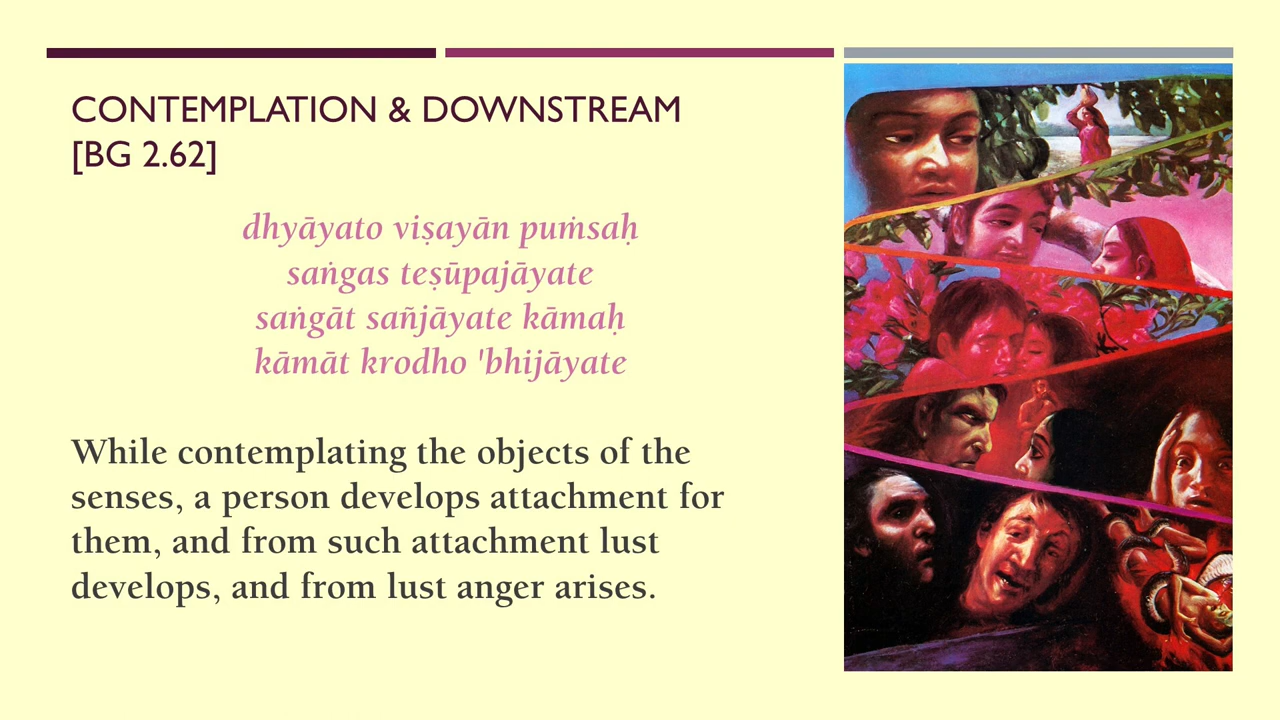 CONTEMPLATION & DOWNSTREAM
[BG 2.62]
dhyāyato viṣayān puṁsaḥ
saṅgas teṣūpajāyate
saṅgāt sañjāyate kāmaḥ
kāmāt krodho 'bhijāyate
While contemplating the objects of the
senses, a person develops attachment for
them, and from such attachment lust
develops, and from lust anger arises.